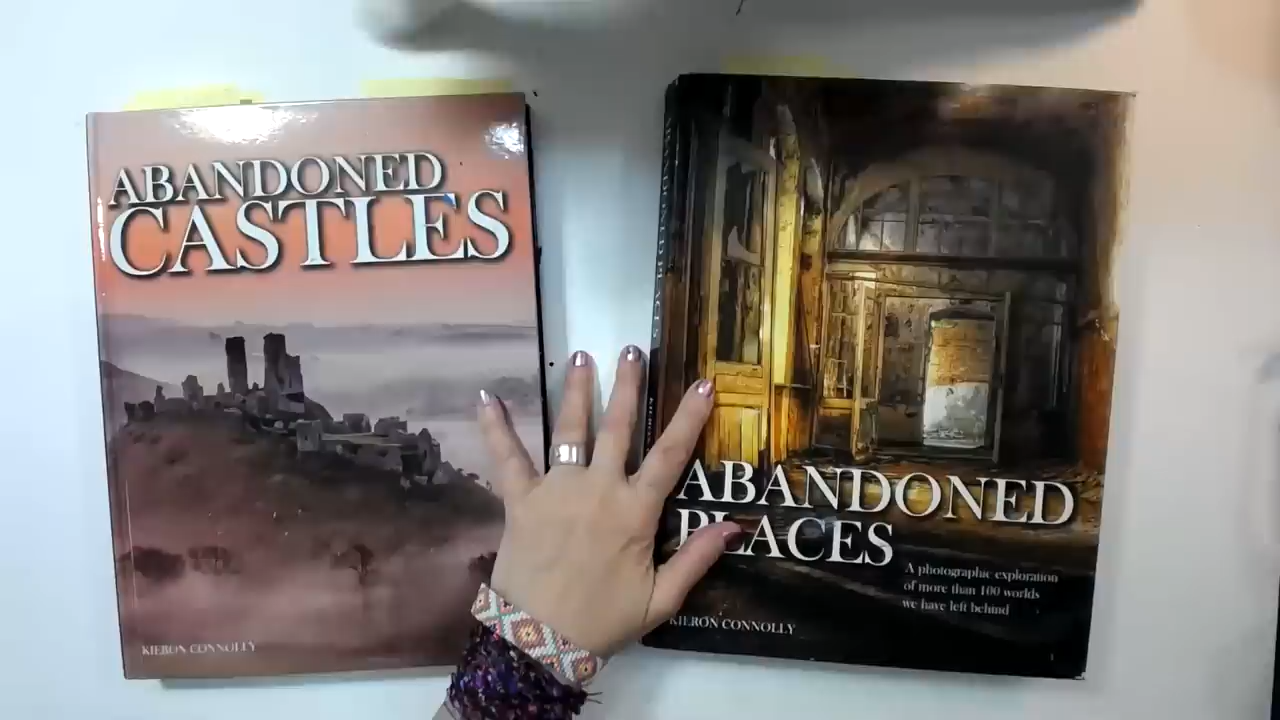 ABANDONED
CASTLES
KIERON CONNOLLY
ABANDONED
PLACES
A photographic exploration
of more than 100 worlds
we have left behind
KIERON CONNOLLY